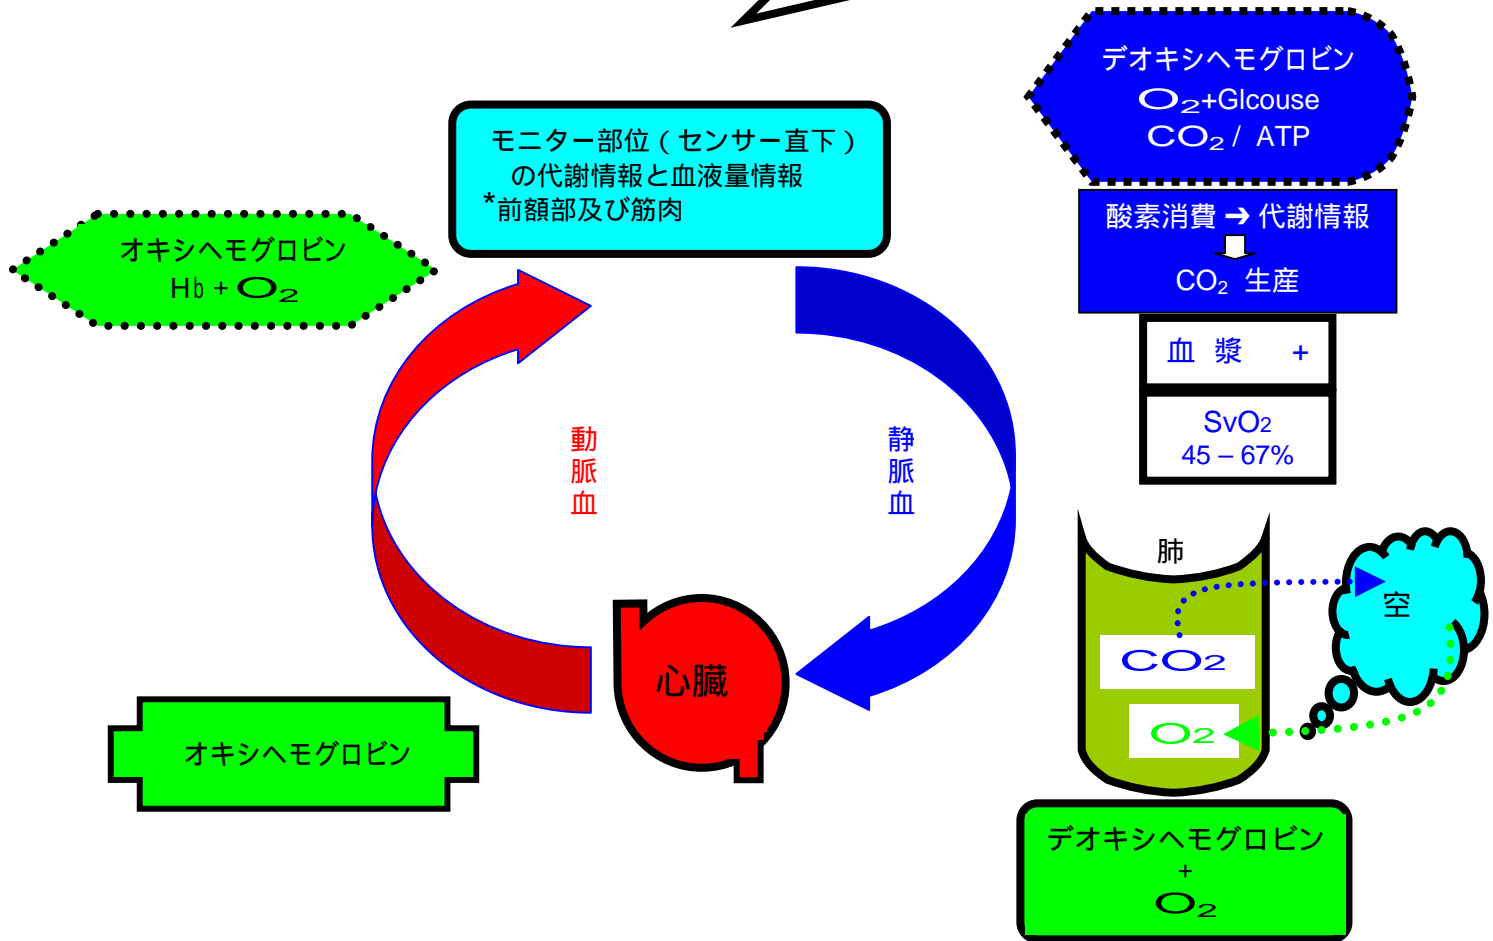 デオキシヘモグロビン
O₂+Glcouse
CO₂ / ATP
モニター部位（センサー直下）
の代謝情報と血液量情報
*前額部及び筋肉
酸素消費 ➔ 代謝情報
CO₂ 生産
オキシヘモグロビン
Hb + O₂
血 漿 +
SvO₂
45 – 67%
動脈血
静脈血
肺
空
CO₂
心臓
O₂
オキシヘモグロビン
デオキシヘモグロビン
+
O₂